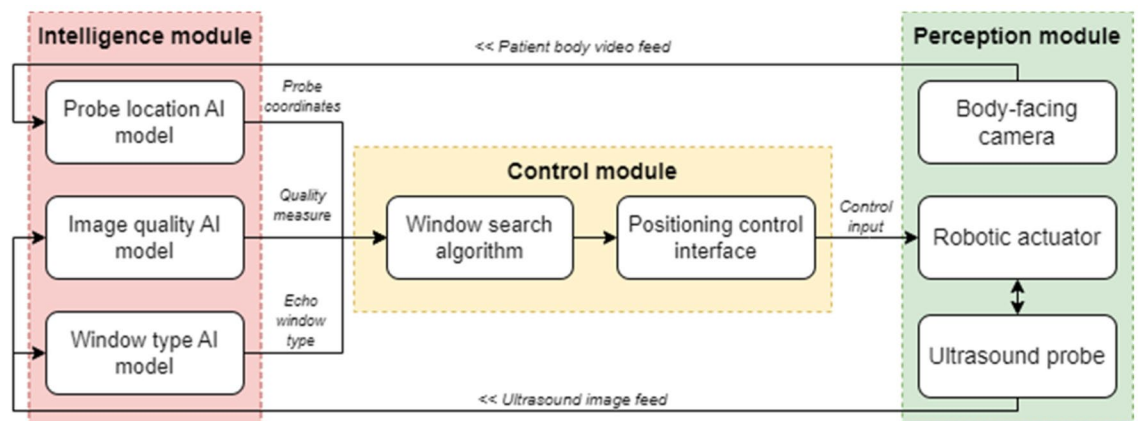 Intelligence module
Perception module
<< Patient body video feed
Probe location AI
model
Probe
coordinates
Body-facing
camera
Control module
Image quality AI
model
Quality
measure
Window search
algorithm
Positioning control
interface
Control
input
Robotic actuator
Window type AI
model
Echo
window
type
Ultrasound probe
<< Ultrasound image feed